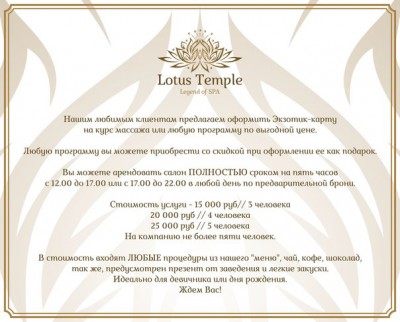 Lotus Temple
Legend of SPA
Нашим любимым клиентам предлагаем оформить Экзотик-карту
на курс массажа или любую программу по выгодной цене.
Любую программу вы можете приобрести со скидкой при оформлении ее как подарок.
Вы можете арендовать салон ПОЛНОСТЬЮ сроком на пять часов
с 12.00 до 17.00 или с 17.00 до 22.00 в любой день по предварительной брони.
Стоимость услуги - 15 000 руб// 3 человека
20 000 руб // 4 человека
25 000 руб // 5 человека
На компанию не более пяти человек.
В стоимость входят ЛЮБЫЕ процедуры из нашего "меню", чай, кофе, шоколад,
так же, предусмотрен презент от заведения и легкие закуски.
Идеально для девичника или дня рождения.
Ждем Вас!